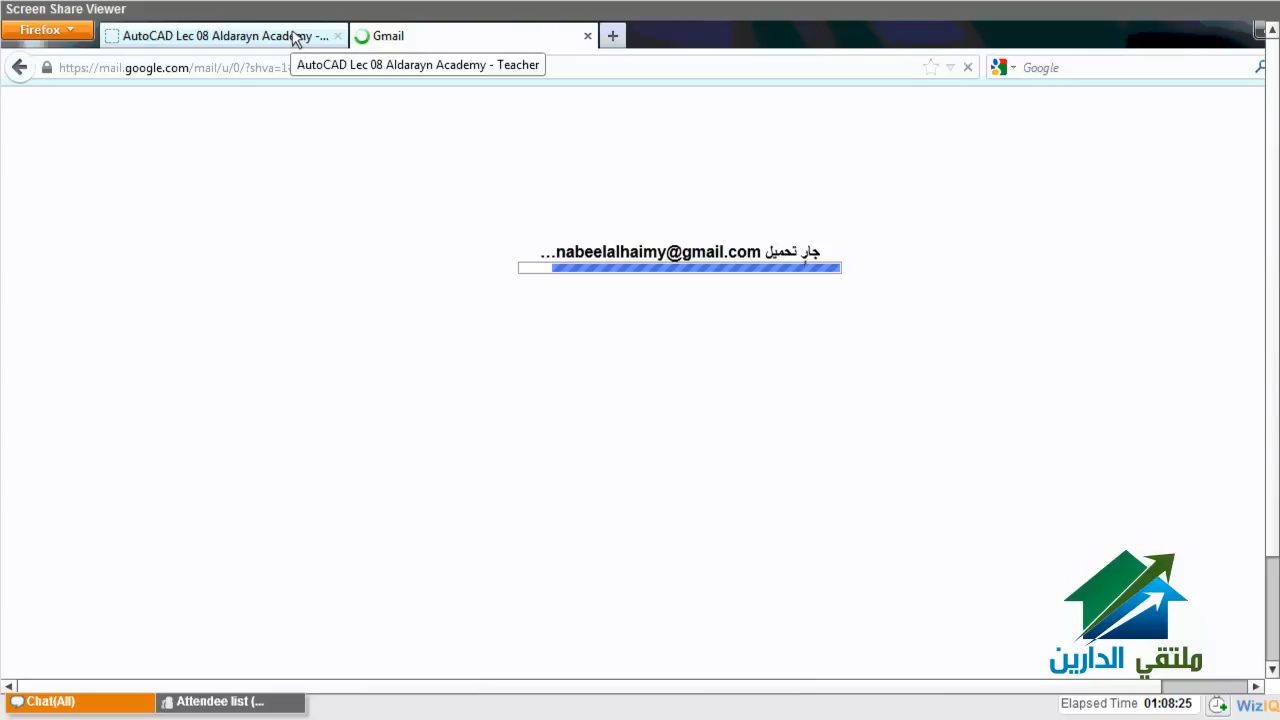 Screen Share Viewer
Firefox
AutoCAD Lec 08 Aldarayn Academy -...
Gmail
https://mail.google.com/mail/u/0/?shva=1
AutoCAD Lec 08 Aldarayn Academy - Teacher
Google
جارٍ تحميل nabeelalhaimy@gmail.com…
ملتقي الدارين
Chat(All)
Attendee list (...
Elapsed Time 01:08:25
WizIQ